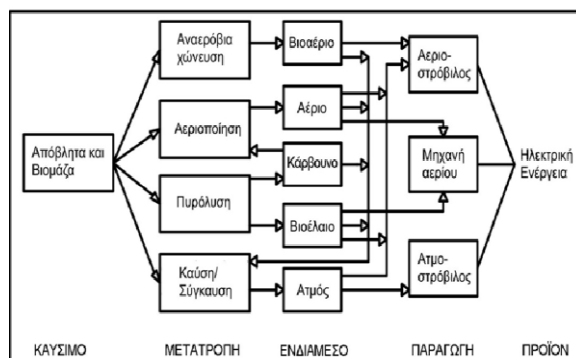 Αναερόβια
χώνευση
Βιοαέριο
Αεριο-
στρόβιλος
Αεριοποίηση
Αέριο
Απόβλητα και
Βιομάζα
Κάρβουνο
Μηχανή
αερίου
Ηλεκτρική
Ενέργεια
Πυρόλυση
Βιοέλαιο
Καύση/
Σύγκαυση
Ατμός
Ατμο-
στρόβιλος
ΚΑΥΣΙΜΟ
ΜΕΤΑΤΡΟΠΗ
ΕΝΔΙΑΜΕΣΟ
ΠΑΡΑΓΩΓΗ
ΠΡΟΪΟΝ